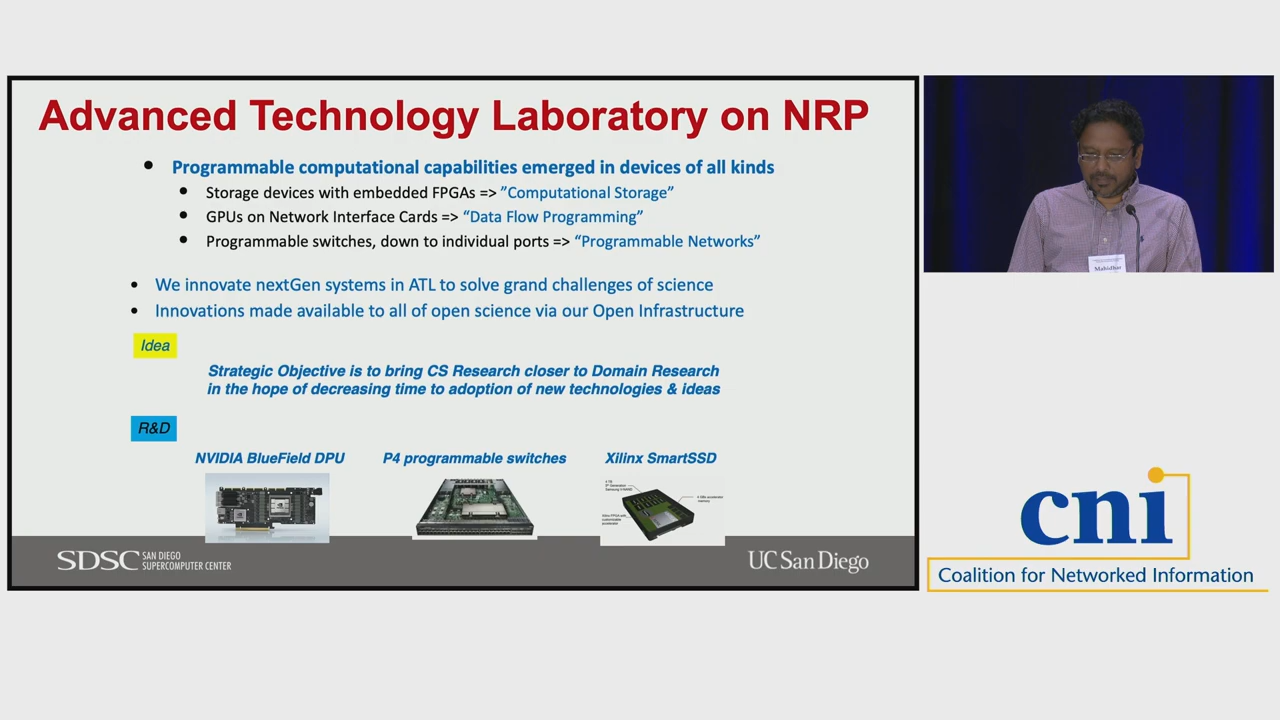 Advanced Technology Laboratory on NRP
• Programmable computational capabilities emerged in devices of all kinds
• Storage devices with embedded FPGAs => ”Computational Storage”
• GPUs on Network Interface Cards => “Data Flow Programming”
• Programmable switches, down to individual ports => “Programmable Networks”
• We innovate nextGen systems in ATL to solve grand challenges of science
• Innovations made available to all of open science via our Open Infrastructure
Idea
Strategic Objective is to bring CS Research closer to Domain Research
in the hope of decreasing time to adoption of new technologies & ideas
R&D
NVIDIA BlueField DPU
P4 programmable switches
Xilinx SmartSSD
SDSC SAN DIEGO
SUPERCOMPUTER CENTER
UC San Diego
Mahidhar
cni
Coalition for Networked Information